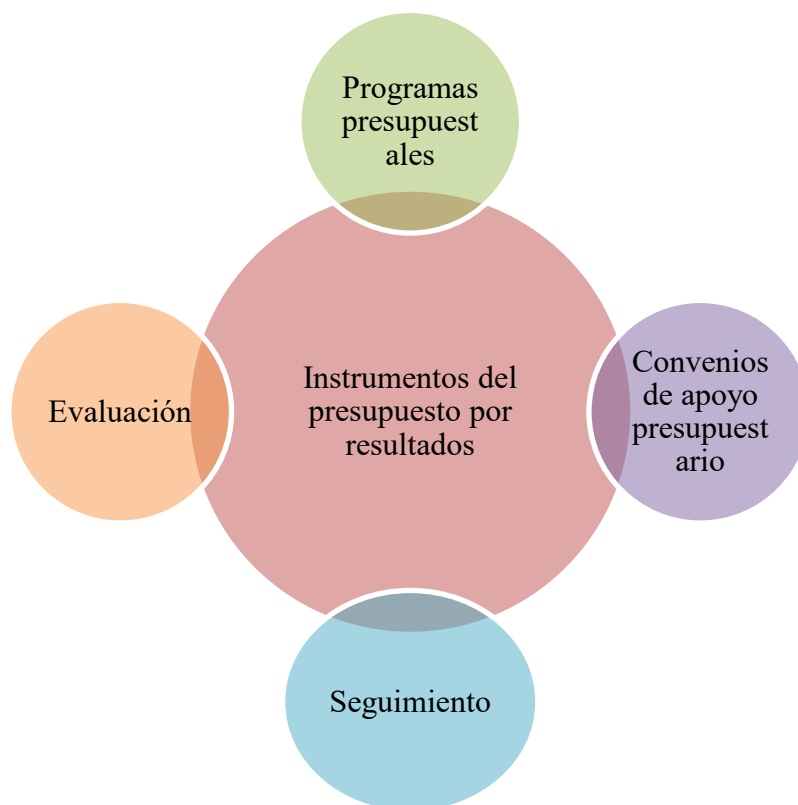 Programas
presupuest
ales
Instrumentos del
presupuesto por
resultados
Convenios
de apoyo
presupuest
ario
Evaluación
Seguimiento